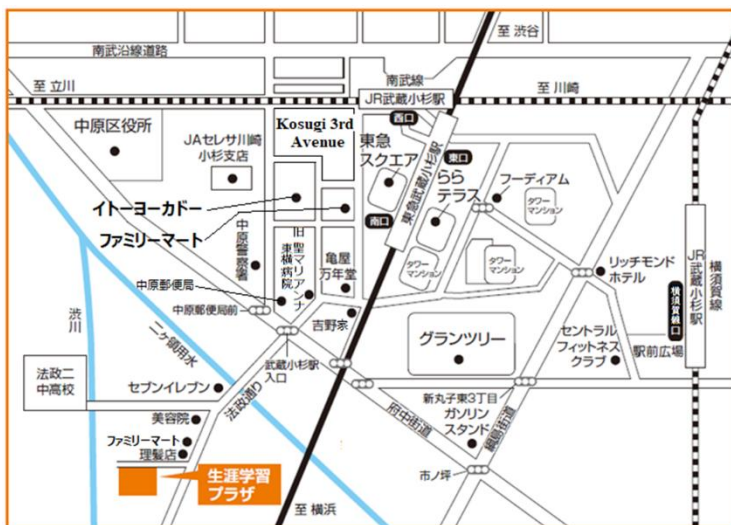 至 渋谷
南武沿線道路
南武線
至 立川
JR武蔵小杉駅
至 川崎
中原区役所
JAセレサ川崎
小杉支店
Kosugi 3rd
Avenue
西口
東急
スクエア
東急武蔵小杉駅
東口
らら
テラス
フーディアム
タワー
マンション
イトーヨーカドー
ファミリーマート
南口
中原警察署
旧聖マリアンナ
東横病院
亀屋
万年堂
タワー
マンション
タワー
マンション
リッチモンド
ホテル
JR武蔵小杉駅
横須賀線
横須賀線口
中原郵便局
中原郵便局前
吉野家
グランツリー
セントラル
フィットネス
クラブ
駅前広場
渋川
二ヶ領用水
武蔵小杉駅
入口
法政二
中高校
セブンイレブン
法政通り
府中街道
新丸子東3丁目
ガソリン
スタンド
綱島街道
美容院
ファミリーマート
理髪店
生涯学習
プラザ
市ノ坪
至 横浜